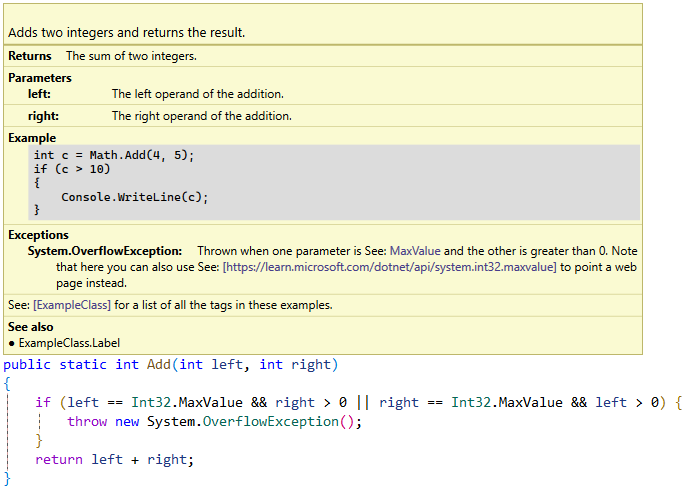 Adds two integers and returns the result.
Returns The sum of two integers.
Parameters
left: The left operand of the addition.
right: The right operand of the addition.
Example
int c = Math.Add(4, 5);
if (c > 10)
{
    Console.WriteLine(c);
}
Exceptions
System.OverflowException: Thrown when one parameter is See: MaxValue and the other is greater than 0. Note
that here you can also use See: [https://learn.microsoft.com/dotnet/api/system.int32.maxvalue] to point a web
page instead.
See: [ExampleClass] for a list of all the tags in these examples.
See also
● ExampleClass.Label
public static int Add(int left, int right)
{
    if (left == Int32.MaxValue && right > 0 || right == Int32.MaxValue && left > 0) {
        throw new System.OverflowException();
    }
    return left + right;
}